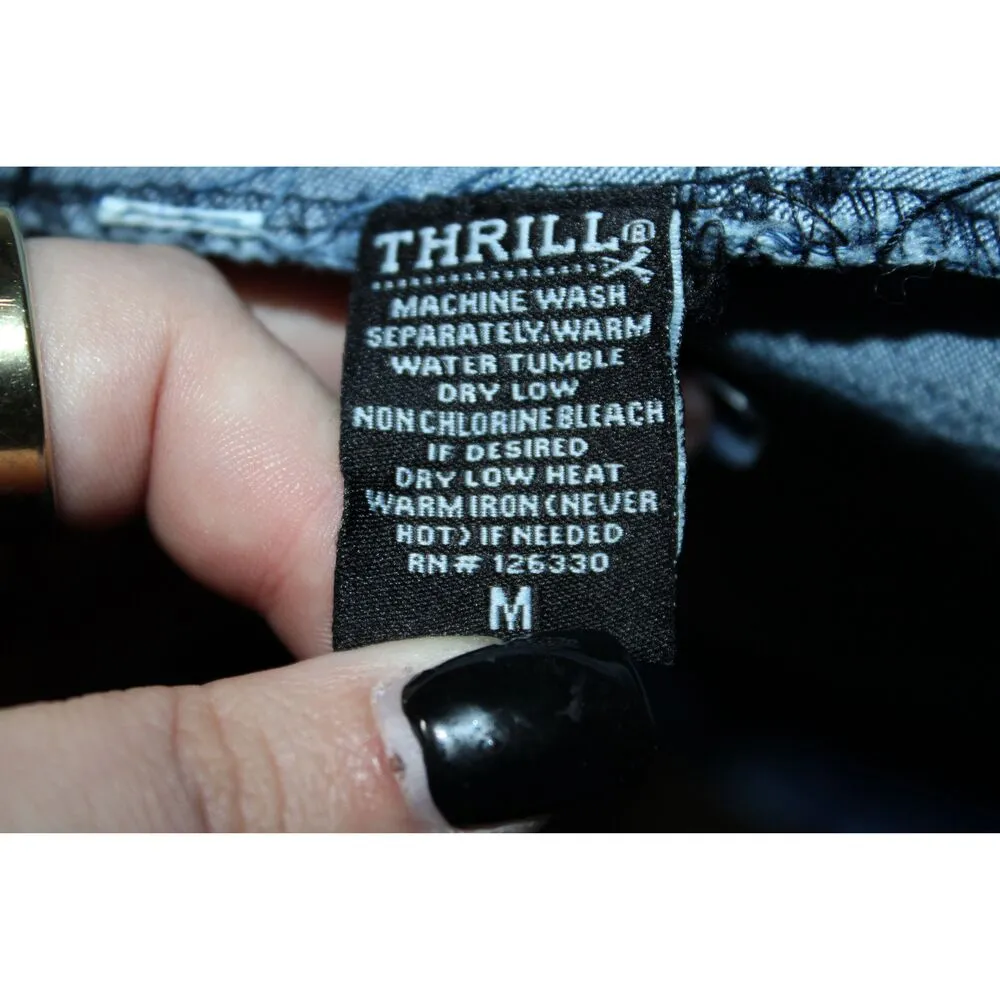 THRILL®
MACHINE WASH
SEPARATELY.WARM
WATER TUMBLE
DRY LOW
NON CHLORINE BLEACH
IF DESIRED
DRY LOW HEAT
WARM IRON (NEVER
HOT) IF NEEDED
RN# 126330
M